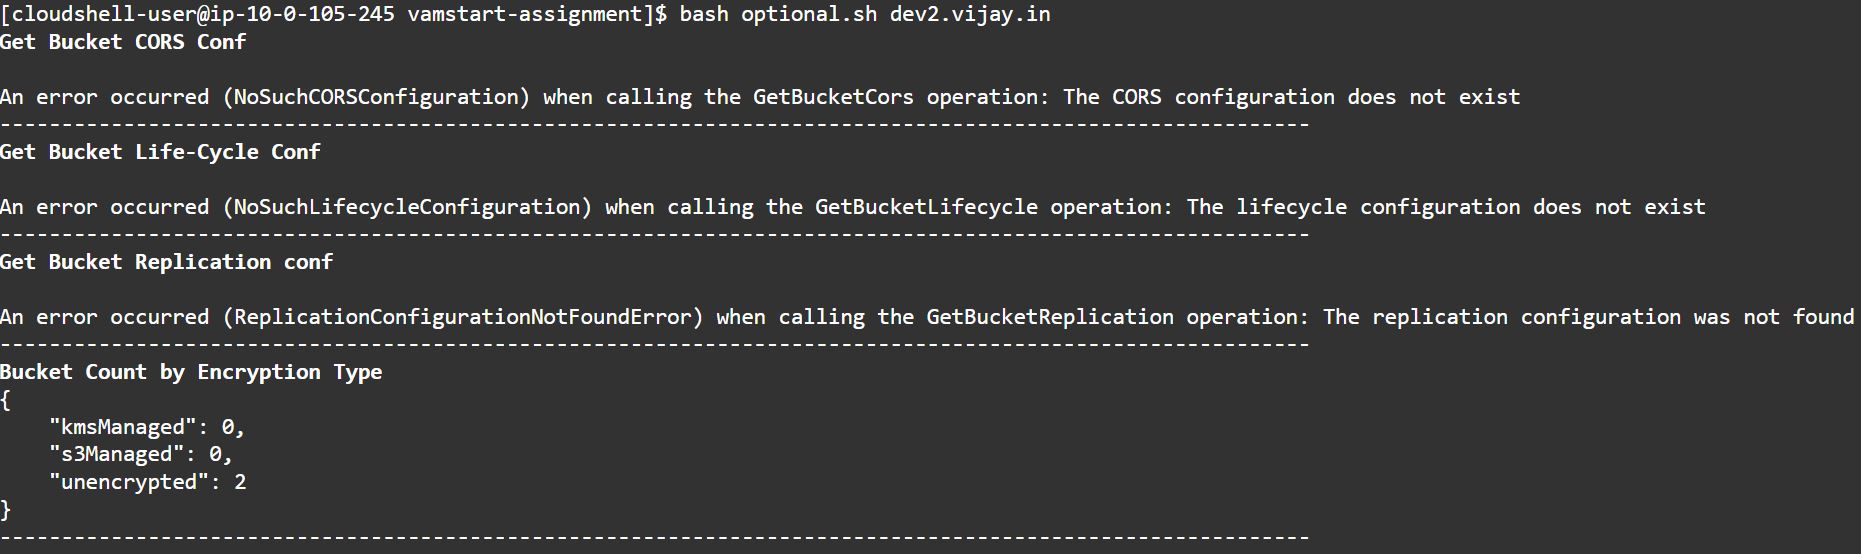 [cloudshell-user@ip-10-0-105-245 vamstart-assignment]$ bash optional.sh dev2.vijay.in
Get Bucket CORS Conf
An error occurred (NoSuchCORSConfiguration) when calling the GetBucketCors operation: The CORS configuration does not exist
----------------------------------------------------------------------------------------------------------
Get Bucket Life-Cycle Conf
An error occurred (NoSuchLifecycleConfiguration) when calling the GetBucketLifecycle operation: The lifecycle configuration does not exist
----------------------------------------------------------------------------------------------------------
Get Bucket Replication conf
An error occurred (ReplicationConfigurationNotFoundError) when calling the GetBucketReplication operation: The replication configuration was not found
----------------------------------------------------------------------------------------------------------
Bucket Count by Encryption Type
{
    "kmsManaged": 0,
    "s3Managed": 0,
    "unencrypted": 2
}
----------------------------------------------------------------------------------------------------------